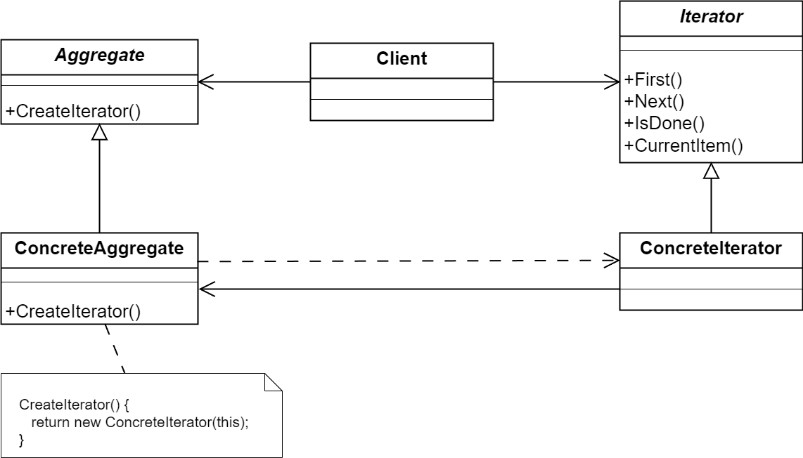 Aggregate
+CreateIterator()
Client
Iterator
+First()
+Next()
+IsDone()
+CurrentItem()
ConcreteAggregate
+CreateIterator()
ConcreteIterator
CreateIterator() {
return new ConcreteIterator(this);
}